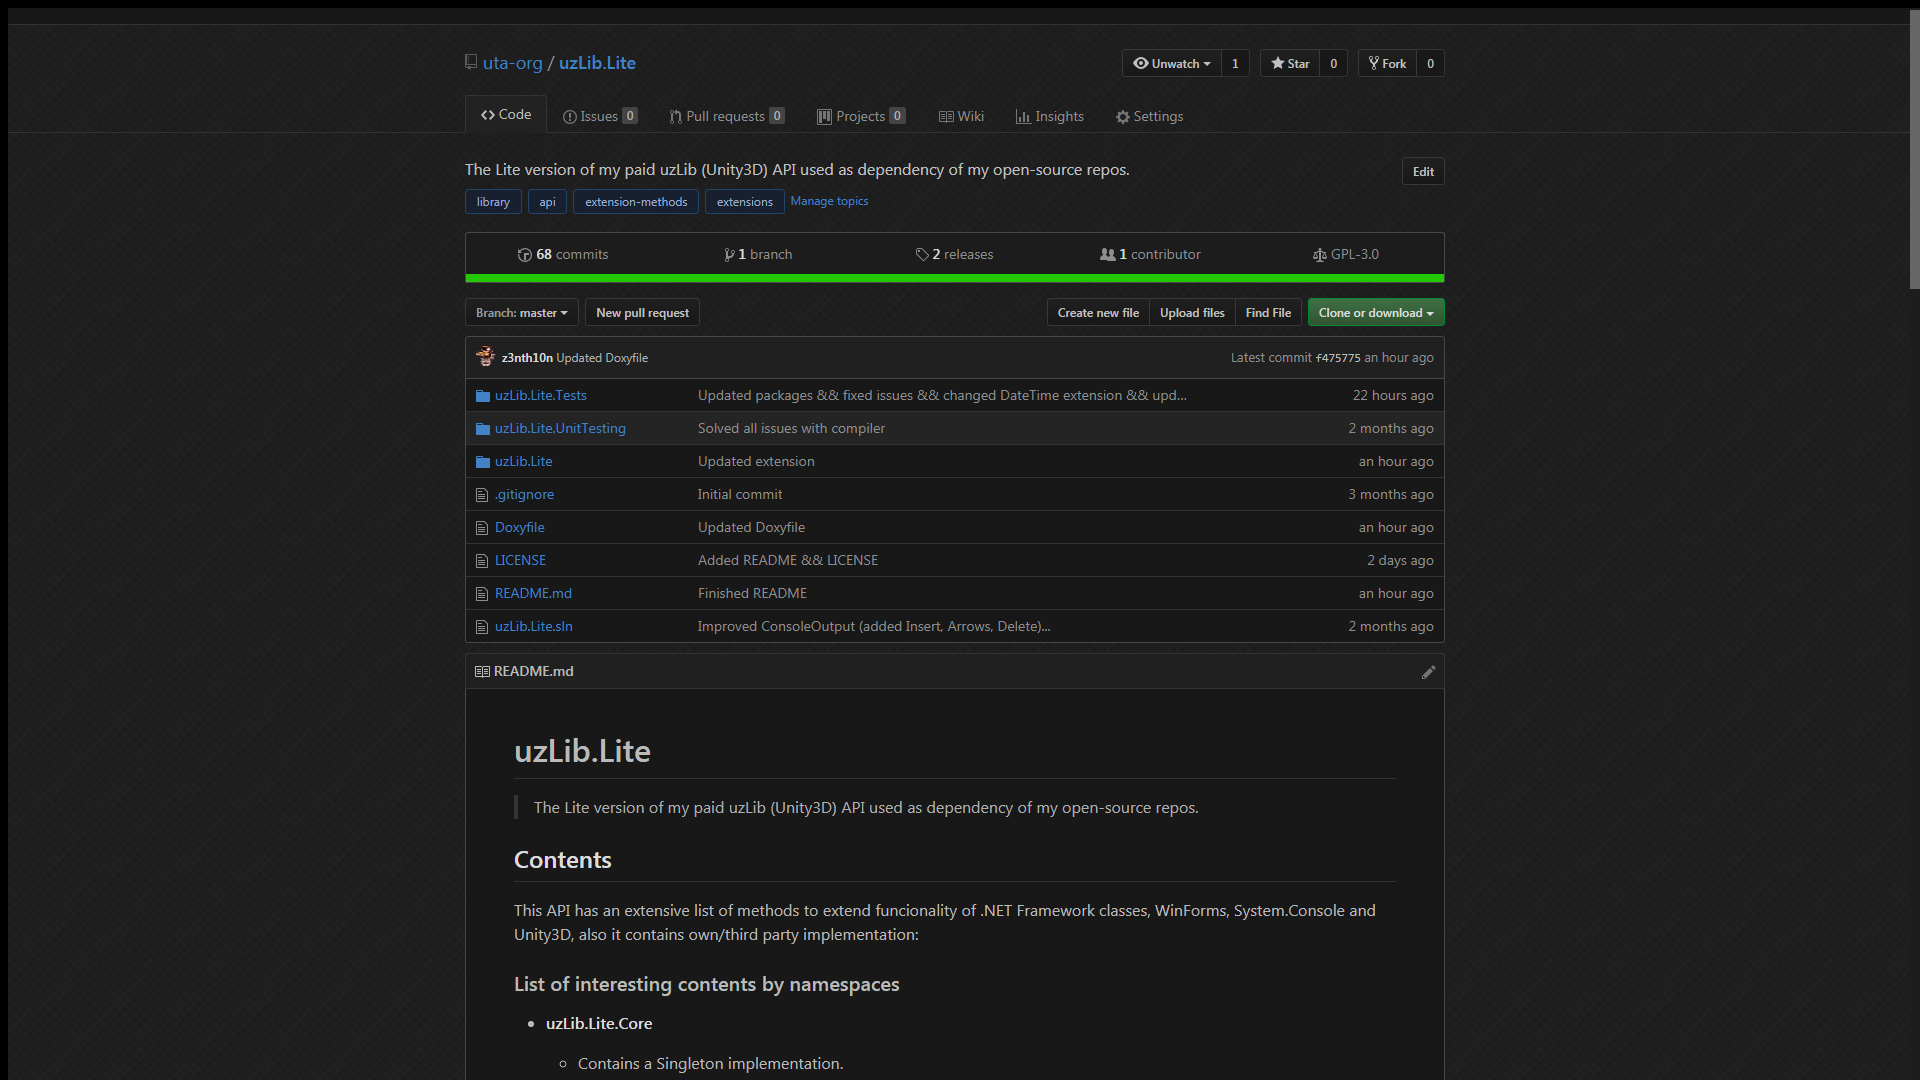 uta-org / uzLib.Lite
Unwatch 1 Star 0 Fork 0
Code Issues 0 Pull requests 0 Projects 0 Wiki Insights Settings
The Lite version of my paid uzLib (Unity3D) API used as dependency of my open-source repos.
Edit
library api extension-methods extensions Manage topics
68 commits 1 branch 2 releases 1 contributor GPL-3.0
Branch: master New pull request Create new file Upload files Find File Clone or download
z3nth10n Updated Doxyfile Latest commit f475775 an hour ago
uzLib.Lite.Tests Updated packages && fixed issues && changed DateTime extension && upd... 22 hours ago
uzLib.Lite.UnitTesting Solved all issues with compiler 2 months ago
uzLib.Lite Updated extension an hour ago
.gitignore Initial commit 3 months ago
Doxyfile Updated Doxyfile an hour ago
LICENSE Added README && LICENSE 2 days ago
README.md Finished README an hour ago
uzLib.Lite.sln Improved ConsoleOutput (added Insert, Arrows, Delete)... 2 months ago
README.md
uzLib.Lite
The Lite version of my paid uzLib (Unity3D) API used as dependency of my open-source repos.
Contents
This API has an extensive list of methods to extend funcionality of .NET Framework classes, WinForms, System.Console and
Unity3D, also it contains own/third party implementation:
List of interesting contents by namespaces
uzLib.Lite.Core
Contains a Singleton implementation.